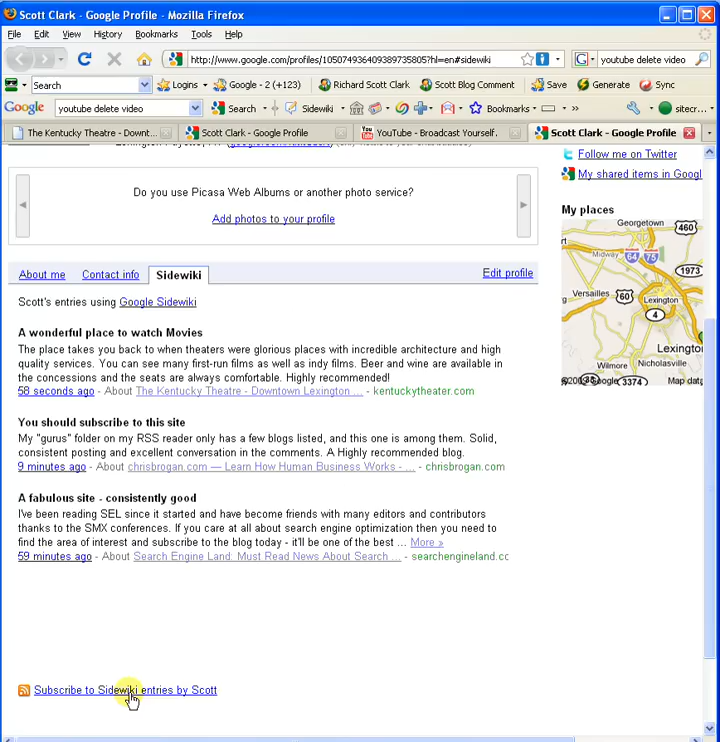 Scott Clark - Google Profile - Mozilla Firefox
File Edit View History Bookmarks Tools Help
http://www.google.com/profiles/105074936409389735805?hl=en#sidewiki
youtube delete video
Search Logins Google - 2 (+123) Richard Scott Clark Scott Blog Comment Save Generate Sync
Google youtube delete video Search Sidewiki Bookmarks sitecr...
The Kentucky Theatre - Downt... Scott Clark - Google Profile YouTube - Broadcast Yourself. Scott Clark - Google Profile
Follow me on Twitter
My shared items in Googl
Do you use Picasa Web Albums or another photo service?
Add photos to your profile
My places
Georgetown
460
rt
Midway
64
75
1973
Versailles
60
Lexington
4
Lexingto
Wilmore
Nicholasville
Google
3374
Map data
About me Contact info Sidewiki Edit profile
Scott's entries using Google Sidewiki
A wonderful place to watch Movies
The place takes you back to when theaters were glorious places with incredible architecture and high
quality services. You can see many first-run films as well as indy films. Beer and wine are available in
the concessions and the seats are always comfortable. Highly recommended!
58 seconds ago - About The Kentucky Theatre - Downtown Lexington ... - kentuckytheater.com
You should subscribe to this site
My "gurus" folder on my RSS reader only has a few blogs listed, and this one is among them. Solid,
consistent posting and excellent conversation in the comments. A Highly recommended blog.
9 minutes ago - About chrisbrogan.com — Learn How Human Business Works - ... - chrisbrogan.com
A fabulous site - consistently good
I've been reading SEL since it started and have become friends with many editors and contributors
thanks to the SMX conferences. If you care at all about search engine optimization then you need to
find the area of interest and subscribe to the blog today - it'll be one of the best ... More »
59 minutes ago - About Search Engine Land: Must Read News About Search ... - searchengineland.cc
Subscribe to Sidewiki entries by Scott